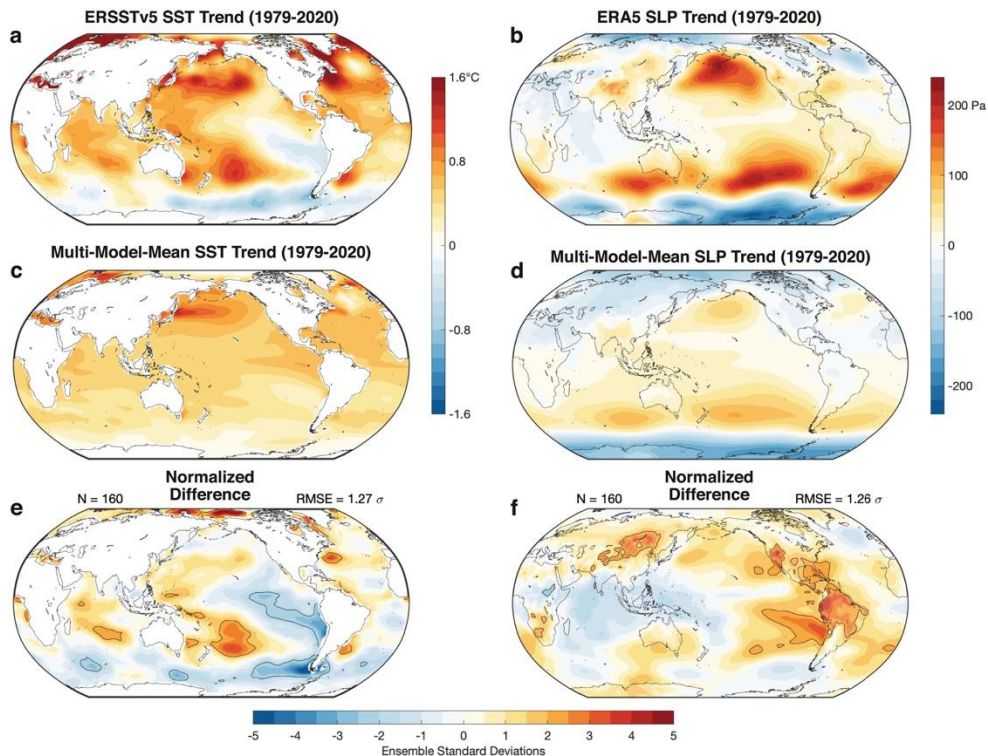 ERSSTv5 SST Trend (1979-2020)
ERA5 SLP Trend (1979-2020)
a
b
1.6°C
0.8
0
-0.8
-1.6
200 Pa
100
0
-100
-200
Multi-Model-Mean SST Trend (1979-2020)
Multi-Model-Mean SLP Trend (1979-2020)
c
d
Normalized
Difference
N = 160
RMSE = 1.27 σ
e
Normalized
Difference
N = 160
RMSE = 1.26 σ
f
-5 -4 -3 -2 -1 0 1 2 3 4 5
Ensemble Standard Deviations